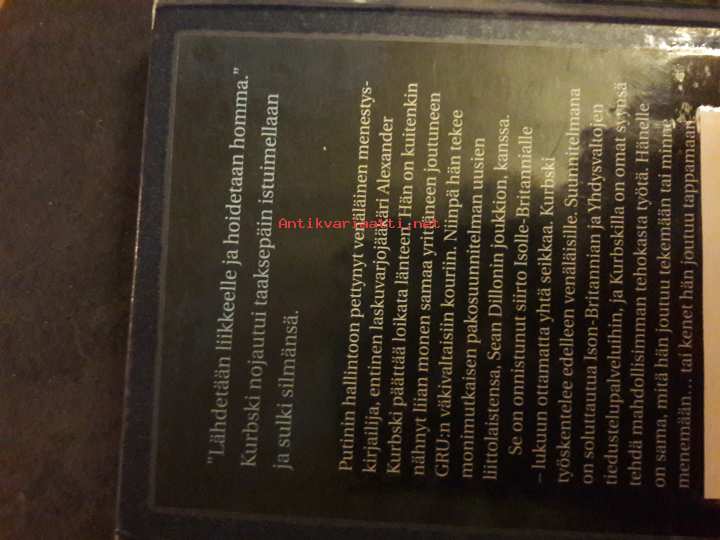 "Lähdetään liikkeelle ja hoidetaan homma."
Kurbski nojautui taaksepäin istuimellaan
ja sulki silmänsä.
Putinin hallintoon pettynyt venäläinen menestys-
kirjailija, entinen laskuvarjojääkäri Alexander
Kurbski päättää loikata länteen. Hän on kuitenkin
nähnyt liian monen samaa yrittäneen joutuneen
GRU:n väkivaltaisiin kouriin. Niinpä hän tekee
monimutkaisen pakosuunnitelman uusien
liittolaistensa, Sean Dillonin joukkion, kanssa.
Se on onnistunut siirto Isolle-Britannialle
– lukuun ottamatta yhtä seikkaa. Kurbski
työskentelee edelleen venäläisille. Suunnitelmana
on soluttautua Ison-Britannian ja Yhdysvaltojen
tiedustelupalveluihin, ja Kurbskilla on omat syynsä
tehdä mahdollisimman tehokasta työtä. Hänelle
on sama, mitä hän joutuu tekemään tai minne
menemään... tai kenet hän joutuu tappamaan
Antikvariaatti.net